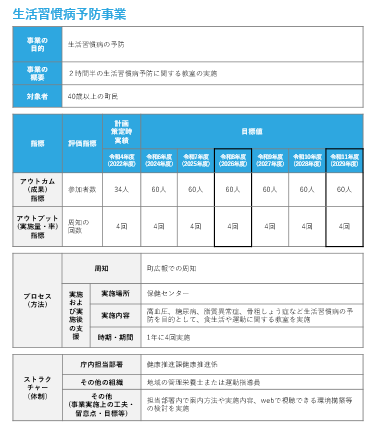 生活習慣病予防事業
事業の
目的
生活習慣病の予防
事業の
概要
2時間半の生活習慣病予防に関する教室の実施
対象者
40歳以上の町民
指標
評価指標
計画
策定時
実績
目標値
令和4年度
(2022年度)
令和6年度
(2024年度)
令和7年度
(2025年度)
令和8年度
(2026年度)
令和9年度
(2027年度)
令和10年度
(2028年度)
令和11年度
(2029年度)
アウトカム
(成果)
指標
参加者数
34人
60人
60人
60人
60人
60人
60人
アウトプット
(実施量・率)
指標
周知の
回数
4回
4回
4回
4回
4回
4回
4回
プロセス
(方法)
周知
町広報での周知
実施
およ
び実
施後
の支
援
実施場所
保健センター
実施内容
高血圧、糖尿病、脂質異常症、骨粗しょう症など生活習慣病の予
防を目的として、食生活や運動に関する教室を実施
時期・期間
1年に4回実施
ストラク
チャー
(体制)
庁内担当部署
健康推進課健康推進係
その他の組織
地域の管理栄養士または運動指導員
その他
(事業実施上の工夫・
留意点・目標等)
担当部署内で案内方法や実施内容、webで視聴できる環境構築等
の検討を実施